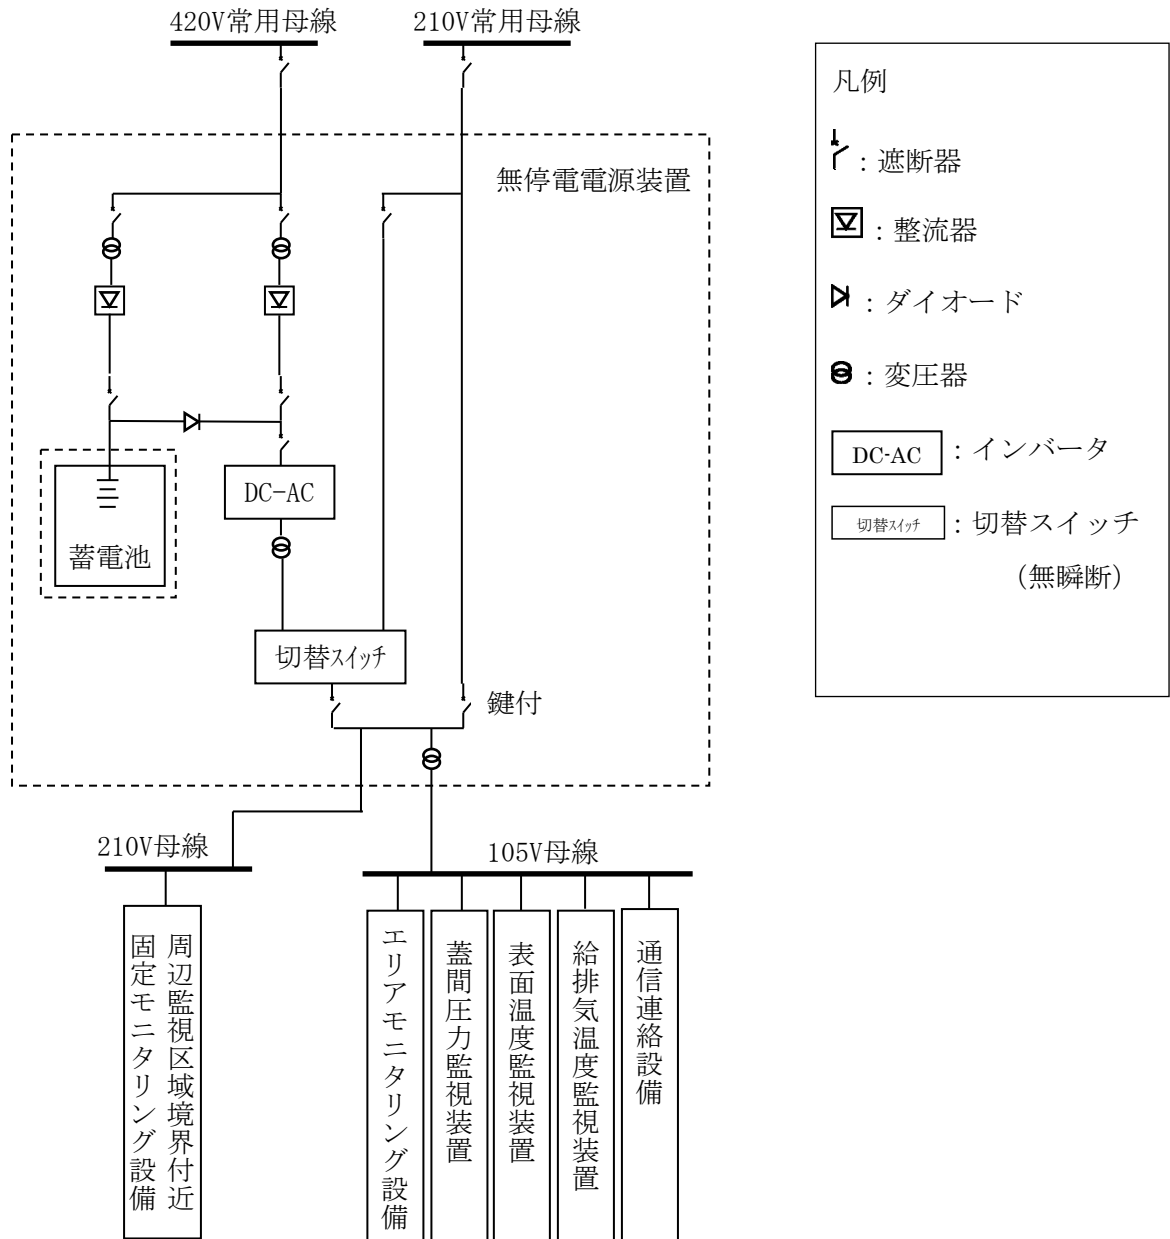 420V常用母線
210V常用母線
無停電電源装置
DC-AC
蓄電池
切替ｽｲｯﾁ
鍵付
210V母線
105V母線
周辺監視区域境界付近
固定モニタリング設備
エリアモニタリング設備
蓋間圧力監視装置
表面温度監視装置
給排気温度監視装置
通信連絡設備
凡例
：遮断器
：整流器
：ダイオード
：変圧器
DC-AC：インバータ
切替ｽｲｯﾁ：切替スイッチ
（無瞬断）